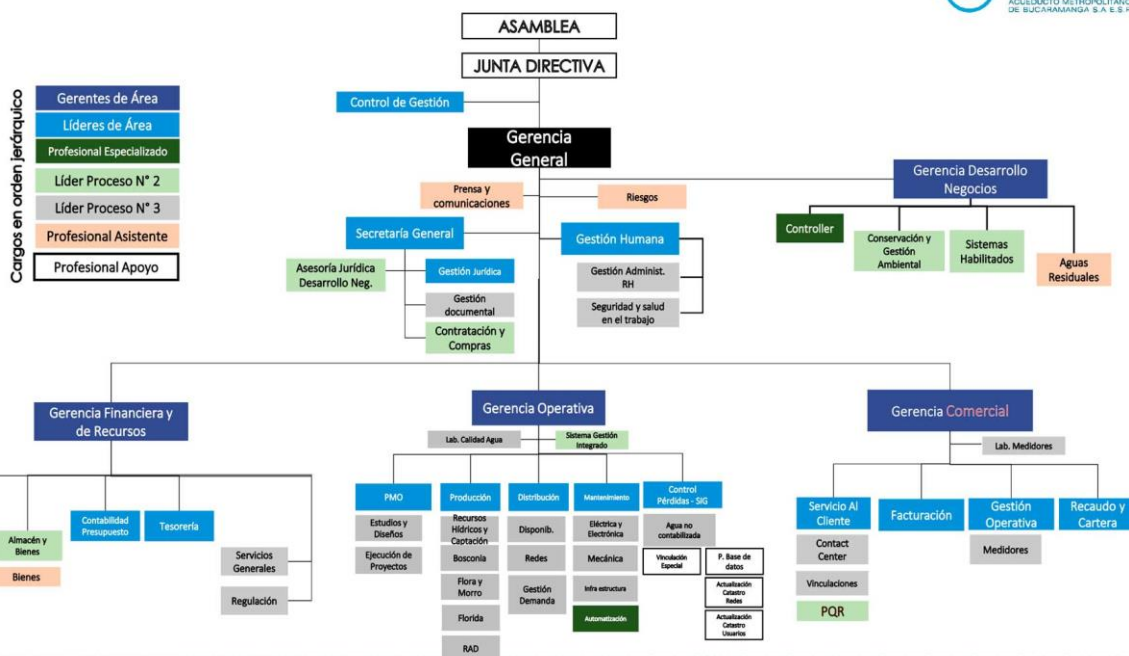 ACUEDUCTO METROPOLITANO
DE BUCARAMANGA S.A E.S.P
ASAMBLEA
JUNTA DIRECTIVA
Control de Gestión
Gerencia
General
Cargos en orden jerárquico
Gerentes de Área
Líderes de Área
Profesional Especializado
Líder Proceso N° 2
Líder Proceso N° 3
Profesional Asistente
Profesional Apoyo
Prensa y
comunicaciones
Riesgos
Secretaría General
Gestión Humana
Asesoría Jurídica
Desarrollo Neg.
Gestión Jurídica
Gestión
documental
Contratación y
Compras
Gestión Administ.
RH
Seguridad y salud
en el trabajo
Gerencia Desarrollo
Negocios
Controller
Conservación y
Gestión
Ambiental
Sistemas
Habilitados
Aguas
Residuales
Gerencia Financiera y
de Recursos
Almacén y
Bienes
Bienes
Contabilidad
Presupuesto
Tesorería
Servicios
Generales
Regulación
Gerencia Operativa
Lab. Calidad Agua
Sistema Gestión
Integrado
PMO
Estudios y
Diseños
Ejecución de
Proyectos
Producción
Recursos
Hídricos y
Captación
Bosconia
Flora y
Morro
Florida
RAD
Distribución
Disponib.
Redes
Gestión
Demanda
Mantenimiento
Eléctrica y
Electrónica
Mecánica
Infra estructura
Automatización
Control
Pérdidas - SIG
Agua no
contabilizada
Vinculación
Especial
P. Base de
datos
Actualización
Catastro
Redes
Actualización
Catastro
Usuarios
Gerencia Comercial
Lab. Medidores
Servicio Al
Cliente
Contact
Center
Vinculaciones
PQR
Facturación
Gestión
Operativa
Medidores
Recaudo y
Cartera